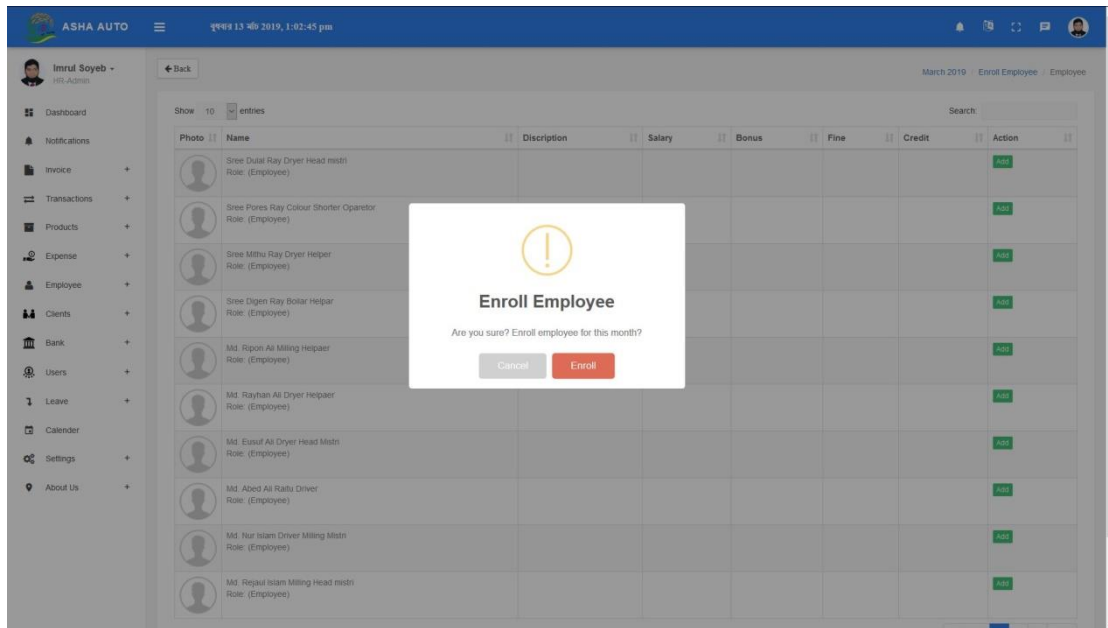 ASHA AUTO
বুধবার 13 মার্চ 2019, 1:02:45 pm
Imrul Soyeb
HR-Admin
Back
March 2019 Enroll Employee Employee
Dashboard
Notifications
Invoice +
Transactions +
Products +
Expense +
Employee +
Clients +
Bank +
Users +
Leave +
Calender
Settings +
About Us +
Show 10 entries
Search:
Photo Name Discription Salary Bonus Fine Credit Action
Sree Dulal Ray Dryer Head mistri
Role: (Employee)
Add
Sree Pores Ray Colour Shorter Oparetor
Role: (Employee)
Add
Sree Mithu Ray Dryer Helper
Role: (Employee)
Add
Sree Digen Ray Boilar Helpar
Role: (Employee)
Add
Md. Ripon Ali Milling Helpaer
Role: (Employee)
Add
Md. Rayhan Ali Dryer Helpaer
Role: (Employee)
Add
Md. Eusuf Ali Dryer Head Mistri
Role: (Employee)
Add
Md. Abed Ali Raitu Driver
Role: (Employee)
Add
Md. Nur Islam Driver Milling Mistri
Role: (Employee)
Add
Md. Rejaul Islam Milling Head mistri
Role: (Employee)
Add
Enroll Employee
Are you sure? Enroll employee for this month?
Cancel Enroll